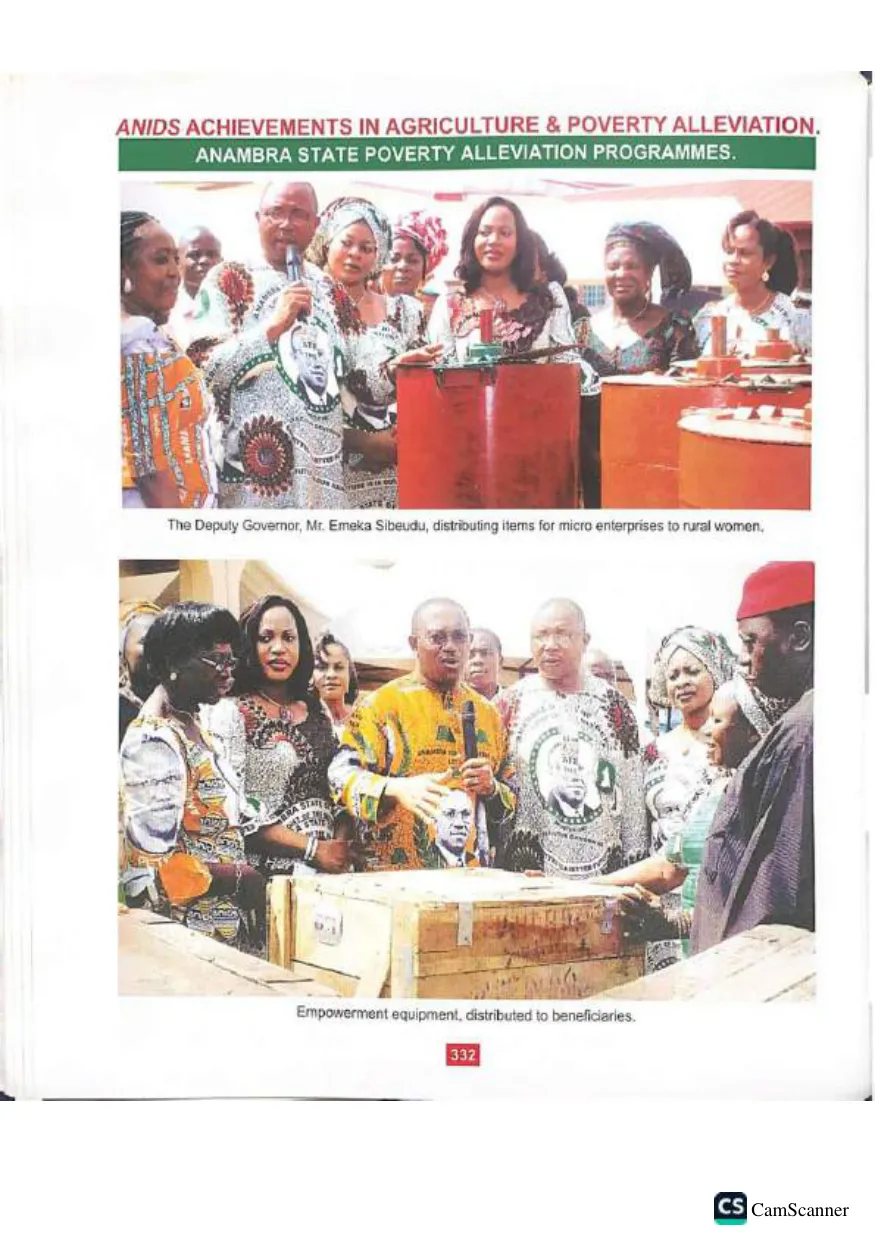 ANIDS ACHIEVEMENTS IN AGRICULTURE & POVERTY ALLEVIATION.
ANAMBRA STATE POVERTY ALLEVIATION PROGRAMMES.
The Deputy Governor, Mr. Emeka Sibeudu, distributing items for micro enterprises to rural women.
Empowerment equipment, distributed to beneficiaries.
332
CS CamScanner